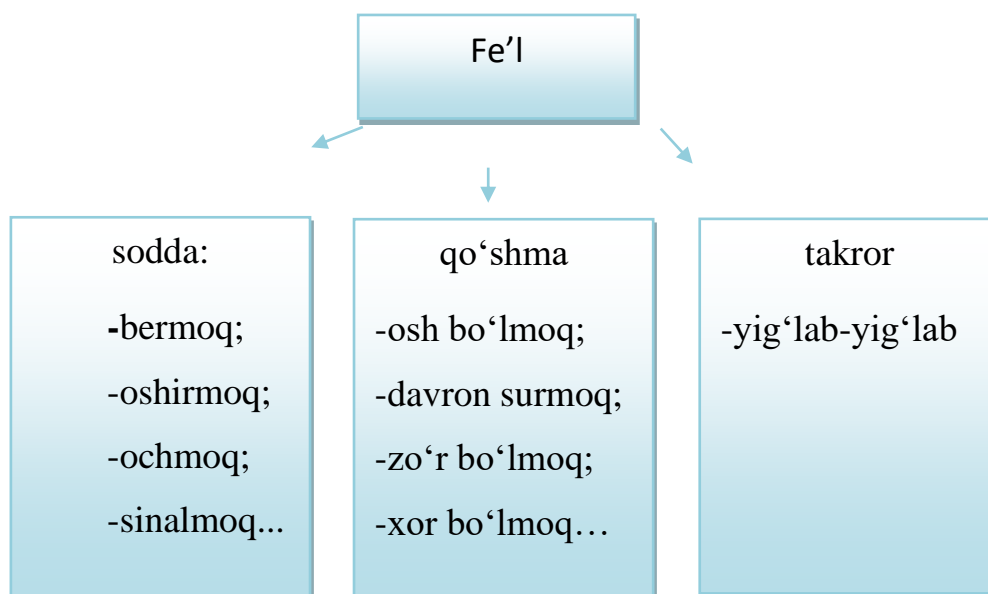 Fe’l
sodda:
-bermoq;
-oshirmoq;
-ochmoq;
-sinalmoq...
qo‘shma
-osh bo‘lmoq;
-davron surmoq;
-zo‘r bo‘lmoq;
-xor bo‘lmoq…
takror
-yig‘lab-yig‘lab